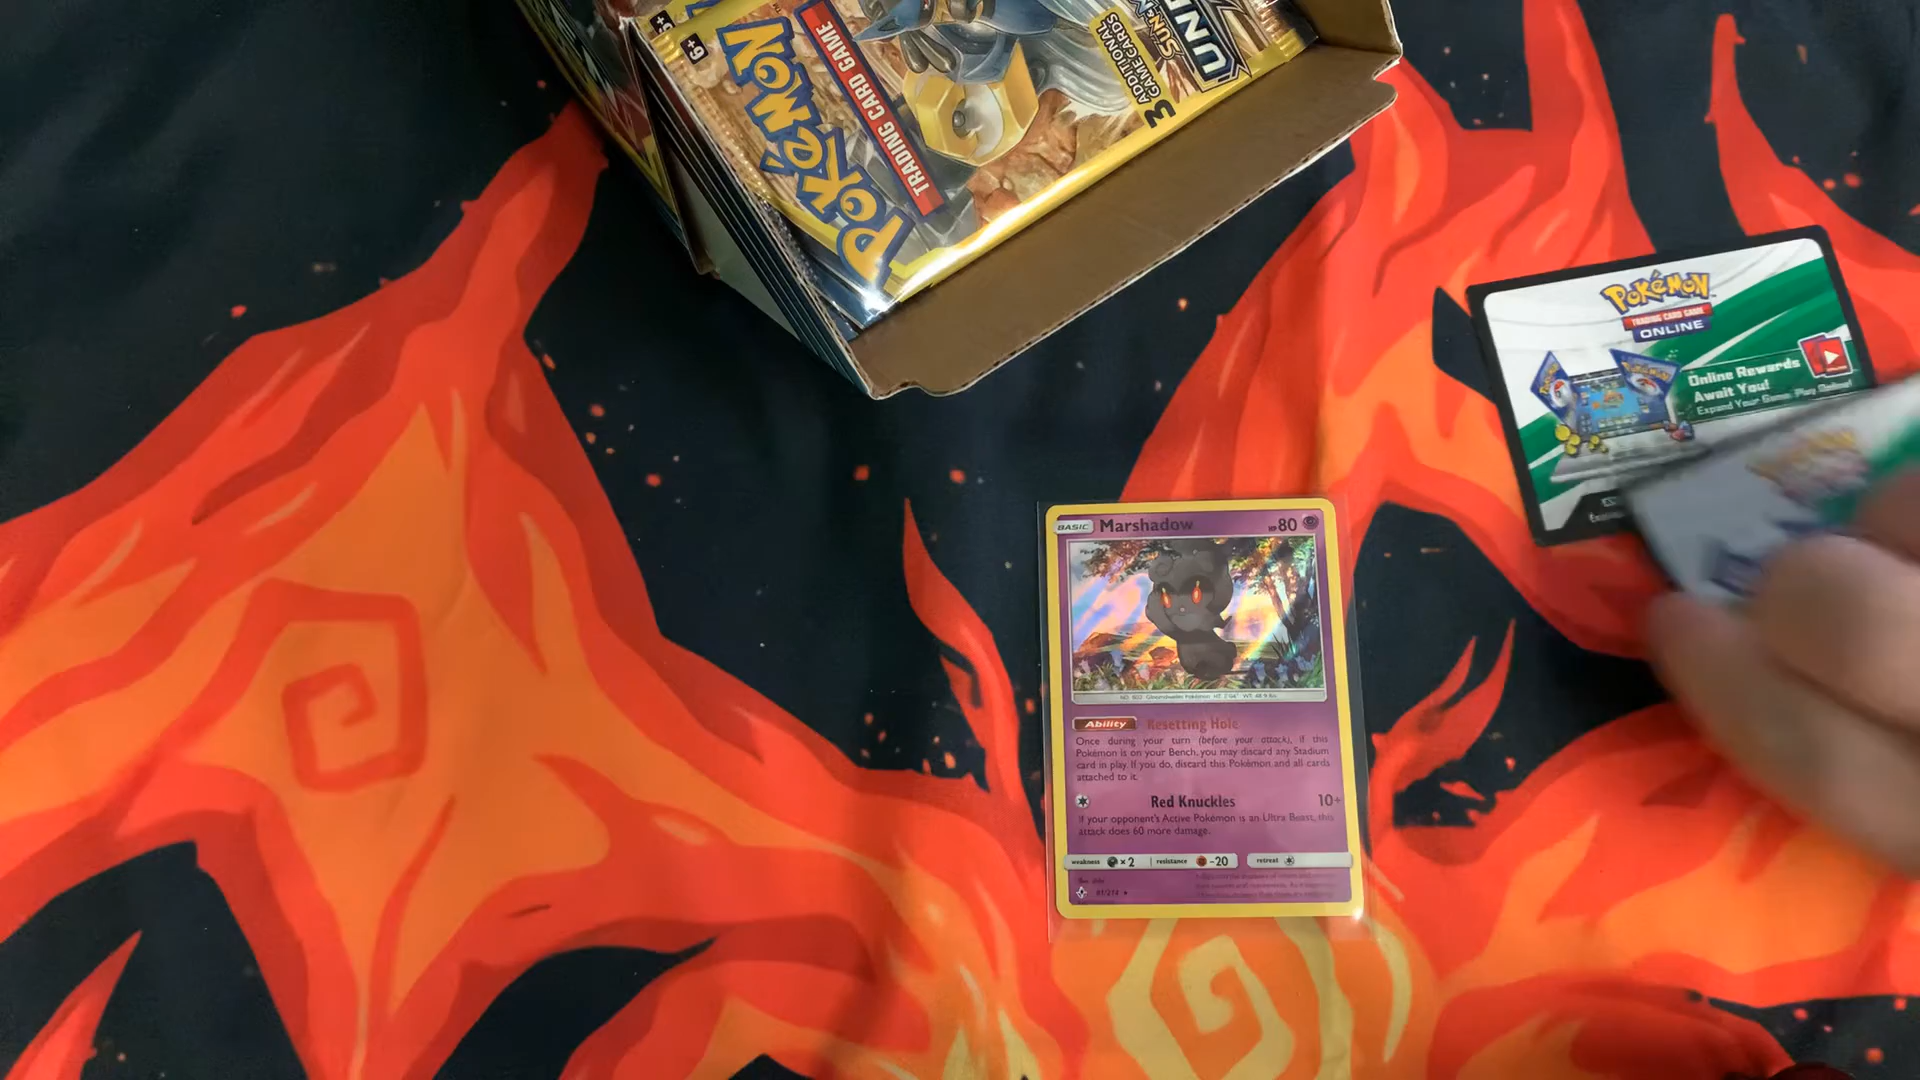 6+
POKÉMON
TRADING CARD GAME
3 ADDITIONAL
GAME CARDS
SUN &
UN
POKÉMON
TRADING CARD GAME
ONLINE
Online Rewards
Await You!
Expand Your Game. Play Online!
BASIC Marshadow HP 80
Ability Resetting Hole
Once during your turn (before your attack), if this
Pokémon is on your Bench, you may discard any Stadium
card in play. If you do, discard this Pokémon and all cards
attached to it.
Red Knuckles 10+
If your opponent's Active Pokémon is an Ultra Beast, this
attack does 60 more damage.
weakness ×2 resistance -20 retreat
81/214